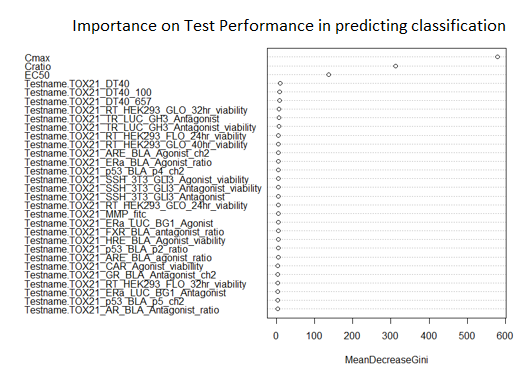 Importance on Test Performance in predicting classification
Cmax
Cratio
EC50
Testname.TOX21_DT40
Testname.TOX21_DT40_100
Testname.TOX21_DT40_657
Testname.TOX21_RT_HEK293_GLO_32hr_viability
Testname.TOX21_TR_LUC_GH3_Antagonist
Testname.TOX21_TR_LUC_GH3_Antagonist_viability
Testname.TOX21_RT_HEK293_FLO_24hr_viability
Testname.TOX21_RT_HEK293_GLO_40hr_viability
Testname.TOX21_ARE_BLA_Agonist_ch2
Testname.TOX21_ERa_BLA_Agonist_ratio
Testname.TOX21_p53_BLA_p4_ch2
Testname.TOX21_SSH_3T3_GLI3_Agonist_viability
Testname.TOX21_SSH_3T3_GLI3_Antagonist_viability
Testname.TOX21_SSH_3T3_GLI3_Antagonist
Testname.TOX21_RT_HEK293_GLO_24hr_viability
Testname.TOX21_MMP_fitc
Testname.TOX21_ERa_LUC_BG1_Agonist
Testname.TOX21_FXR_BLA_antagonist_ratio
Testname.TOX21_HRE_BLA_Agonist_viability
Testname.TOX21_p53_BLA_p2_ratio
Testname.TOX21_ARE_BLA_agonist_ratio
Testname.TOX21_CAR_Agonist_viabillity
Testname.TOX21_GR_BLA_Antagonist_ch2
Testname.TOX21_RT_HEK293_FLO_32hr_viability
Testname.TOX21_ERa_LUC_BG1_Antagonist
Testname.TOX21_p53_BLA_p5_ch2
Testname.TOX21_AR_BLA_Antagonist_ratio
0 100 200 300 400 500 600
MeanDecreaseGini